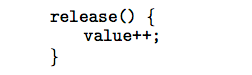 release() {
    value++;
}